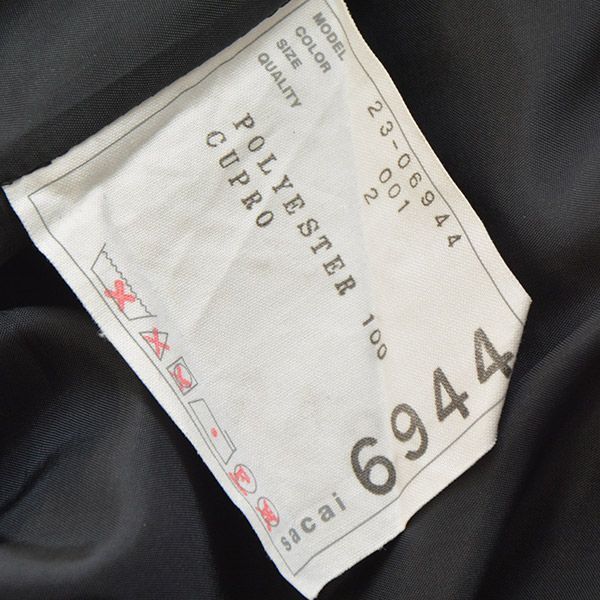 MODEL 23-06944
COLOR 001
SIZE 2
QUALITY
POLYESTER 100
CUPRO
sacai 6944